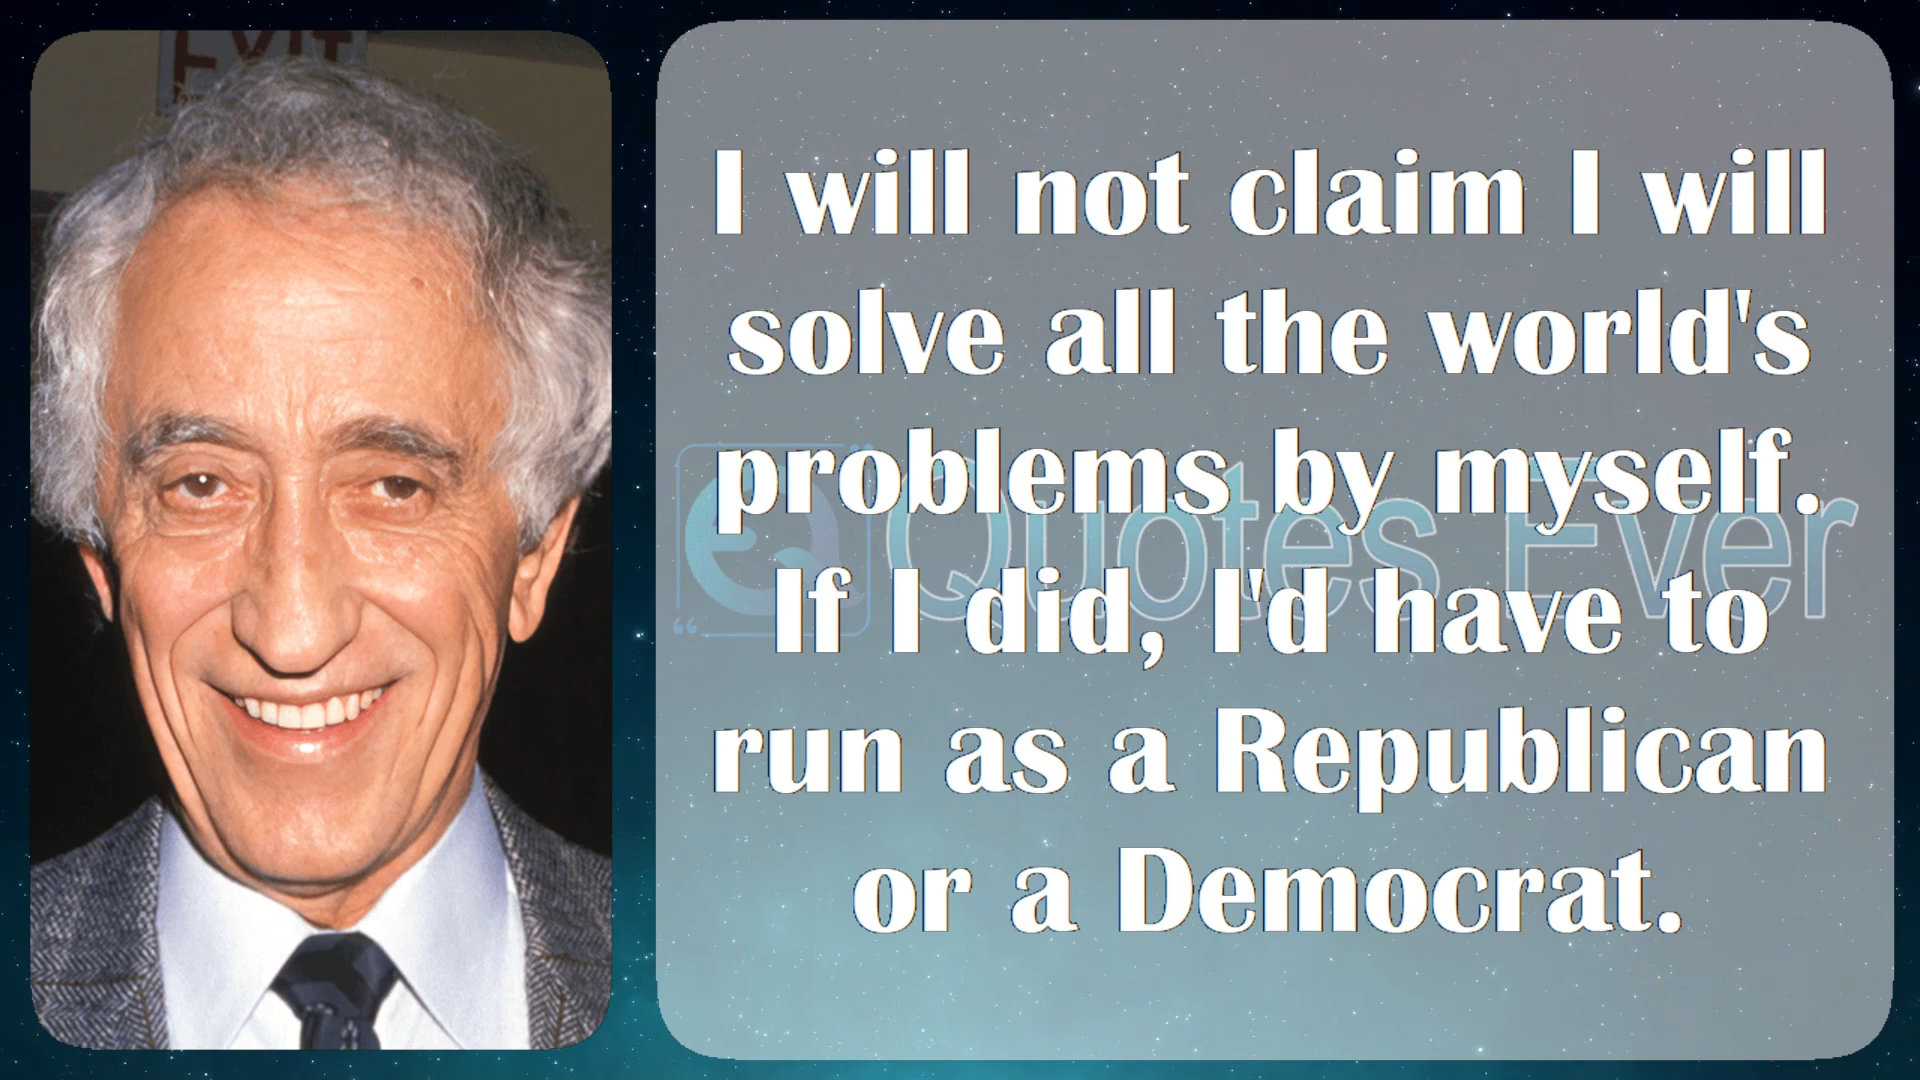 Exit
I will not claim I will
solve all the world's
problems by myself.
If I did, I'd have to
run as a Republican
or a Democrat.
Quotes Ever